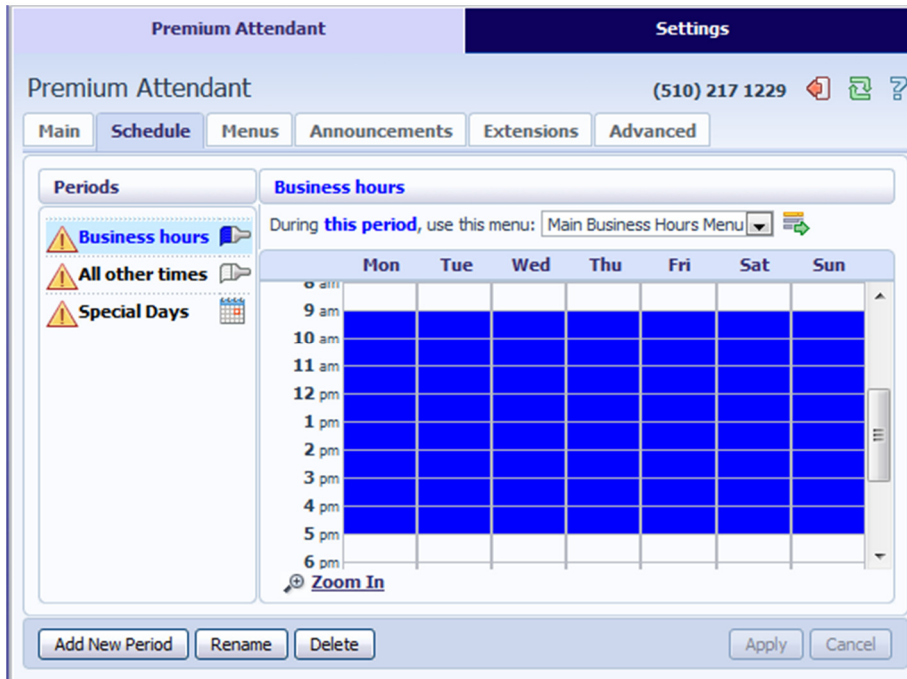 Premium Attendant
Settings
Premium Attendant
(510) 217 1229
Main Schedule Menus Announcements Extensions Advanced
Periods
Business hours
All other times
Special Days
Business hours
During this period, use this menu: Main Business Hours Menu
Mon Tue Wed Thu Fri Sat Sun
8 am
9 am
10 am
11 am
12 pm
1 pm
2 pm
3 pm
4 pm
5 pm
6 pm
Zoom In
Add New Period Rename Delete Apply Cancel